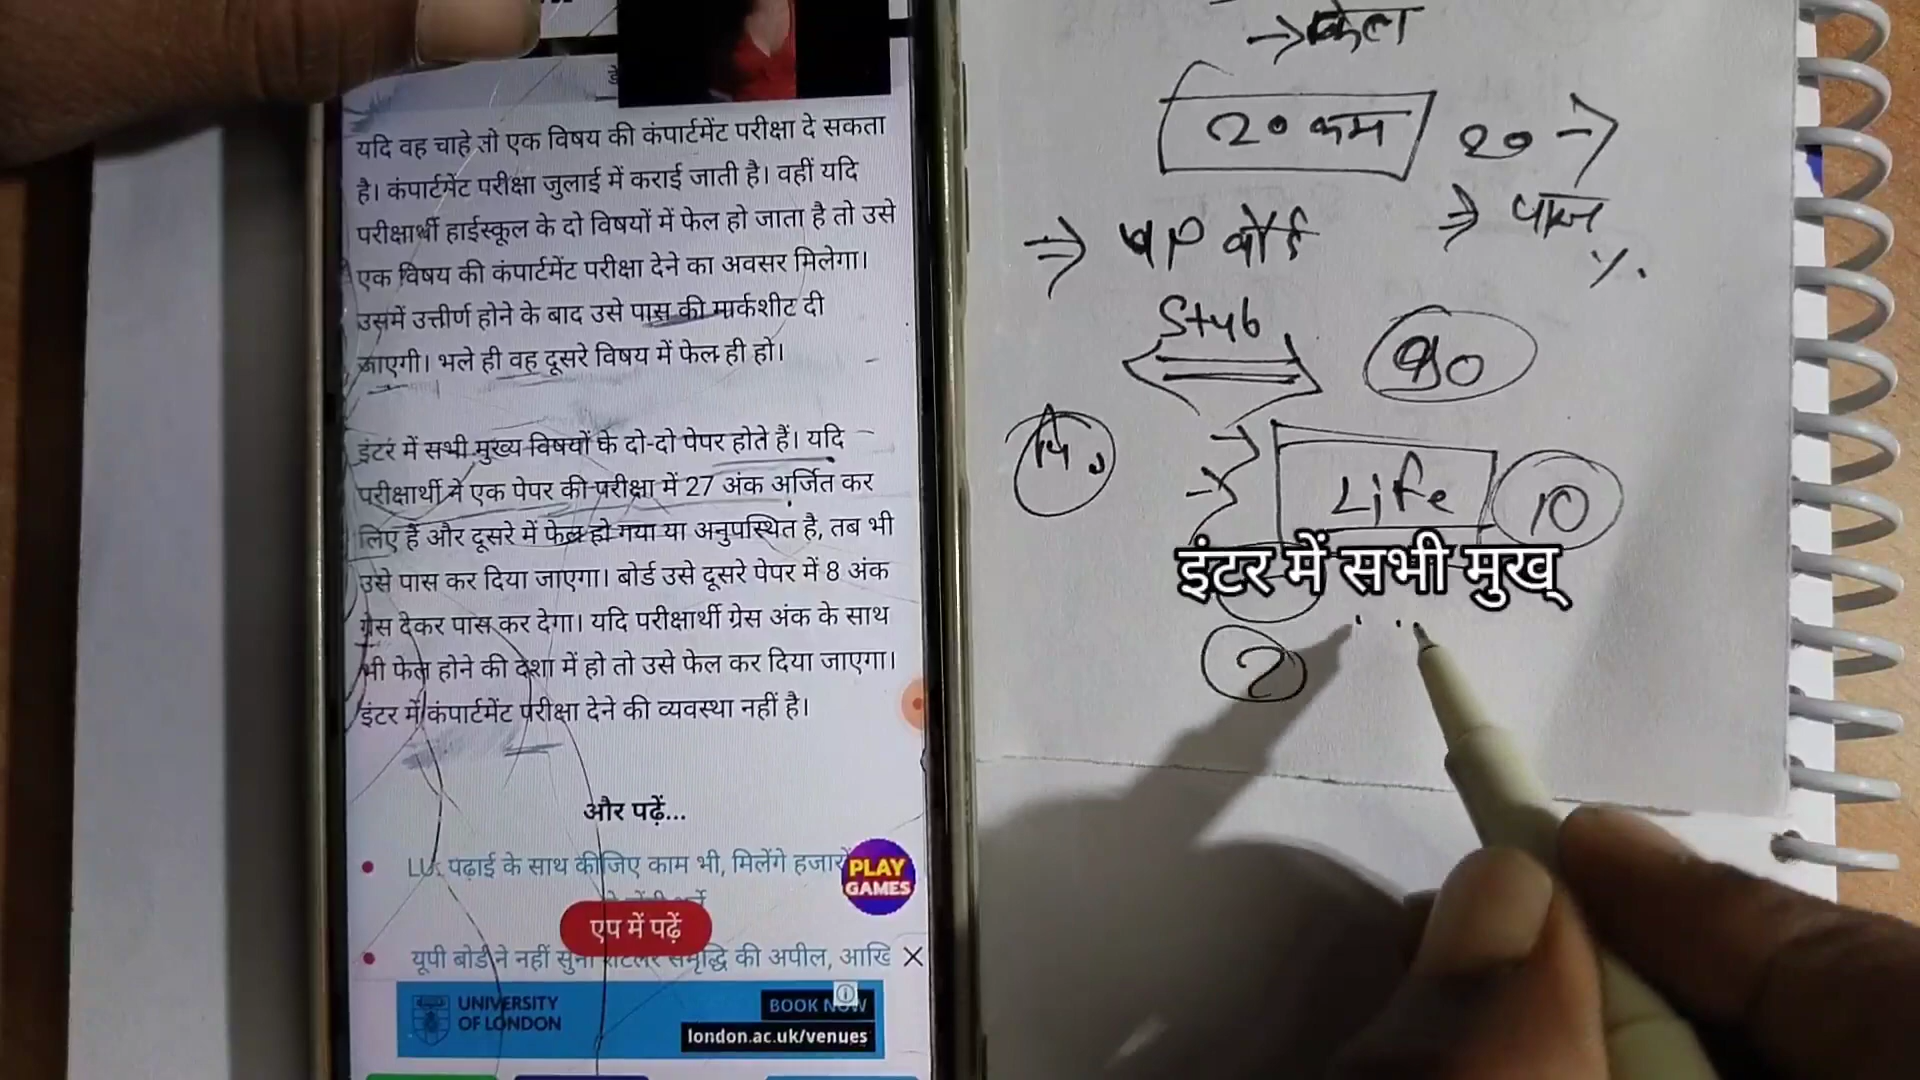 यदि वह चाहे तो एक विषय की कंपार्टमेंट परीक्षा दे सकता
है। कंपार्टमेंट परीक्षा जुलाई में कराई जाती है। वहीं यदि
परीक्षार्थी हाईस्कूल के दो विषयों में फेल हो जाता है तो उसे
एक विषय की कंपार्टमेंट परीक्षा देने का अवसर मिलेगा।
उसमें उत्तीर्ण होने के बाद उसे पास की मार्कशीट दी
जाएगी। भले ही वह दूसरे विषय में फेल ही हो।
इंटर में सभी मुख्य विषयों के दो-दो पेपर होते हैं। यदि
परीक्षार्थी ने एक पेपर की परीक्षा में 27 अंक अर्जित कर
लिए हैं और दूसरे में फेल हो गया या अनुपस्थित है, तब भी
उसे पास कर दिया जाएगा। बोर्ड उसे दूसरे पेपर में 8 अंक
ग्रेस देकर पास कर देगा। यदि परीक्षार्थी ग्रेस अंक के साथ
भी फेल होने की दशा में हो तो उसे फेल कर दिया जाएगा।
इंटर में कंपार्टमेंट परीक्षा देने की व्यवस्था नहीं है।
और पढ़ें...
LU: पढ़ाई के साथ कीजिए काम भी, मिलेंगे हजारों
PLAY
GAMES
एप में पढ़ें
यूपी बोर्ड ने नहीं सुनी समृद्धि की अपील, आखि
UNIVERSITY
OF LONDON
BOOK NOW
london.ac.uk/venues
→ फेल
20 कम
20 →
→ UP बोर्ड
→ पास
%.
90
Life
10
इंटर में सभी मुख्
2